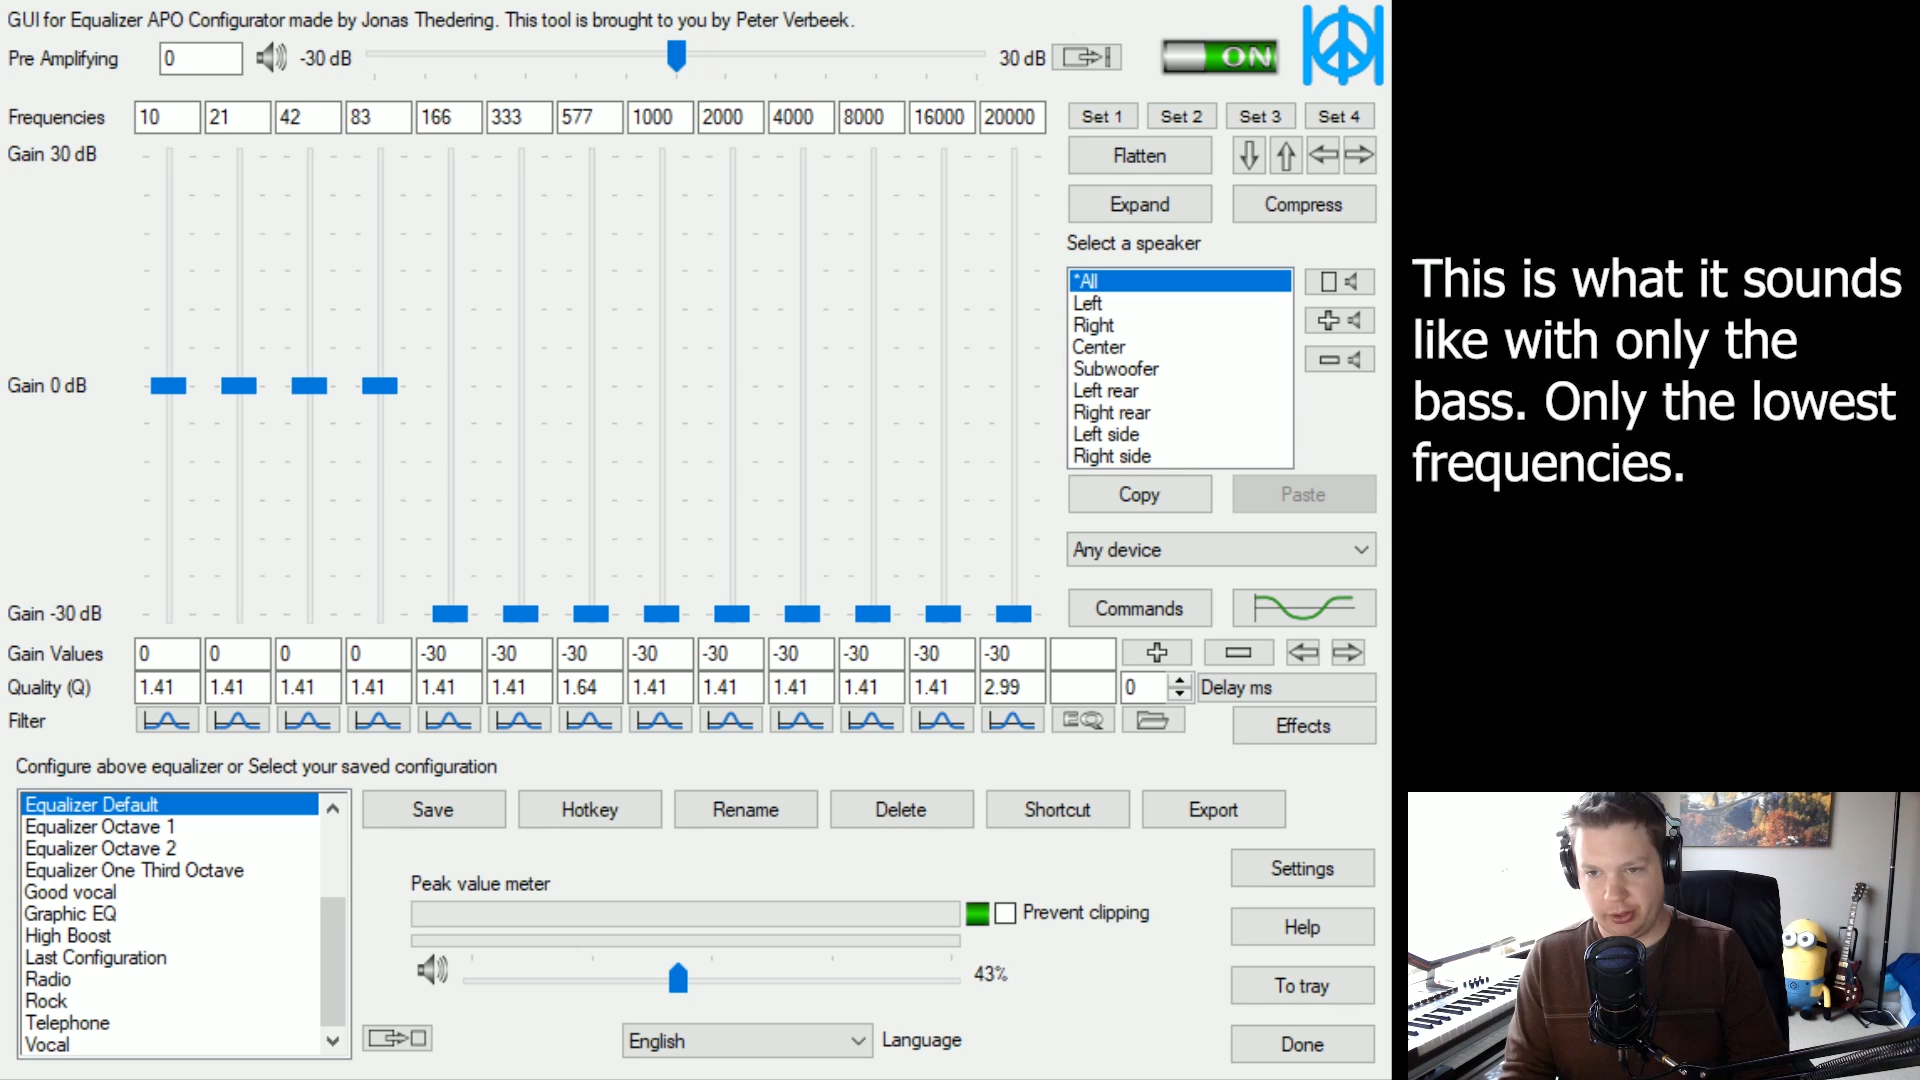 GUI for Equalizer APO Configurator made by Jonas Thedering. This tool is brought to you by Peter Verbeek.
Pre Amplifying 0 -30 dB 30 dB ON
Frequencies 10 21 42 83 166 333 577 1000 2000 4000 8000 16000 20000 Set 1 Set 2 Set 3 Set 4
Gain 30 dB Flatten
Expand Compress
Select a speaker
*All
Left
Right
Center
Subwoofer
Left rear
Right rear
Left side
Right side
Gain 0 dB
Copy Paste
Any device
Gain -30 dB Commands
Gain Values 0 0 0 0 -30 -30 -30 -30 -30 -30 -30 -30 -30
Quality (Q) 1.41 1.41 1.41 1.41 1.41 1.41 1.64 1.41 1.41 1.41 1.41 1.41 2.99 0 Delay ms
Filter EQ Effects
Configure above equalizer or Select your saved configuration
Equalizer Default
Equalizer Octave 1
Equalizer Octave 2
Equalizer One Third Octave
Good vocal
Graphic EQ
High Boost
Last Configuration
Radio
Rock
Telephone
Vocal
Save Hotkey Rename Delete Shortcut Export
Peak value meter
Prevent clipping
43%
English Language
Settings
Help
To tray
Done
This is what it sounds
like with only the
bass. Only the lowest
frequencies.